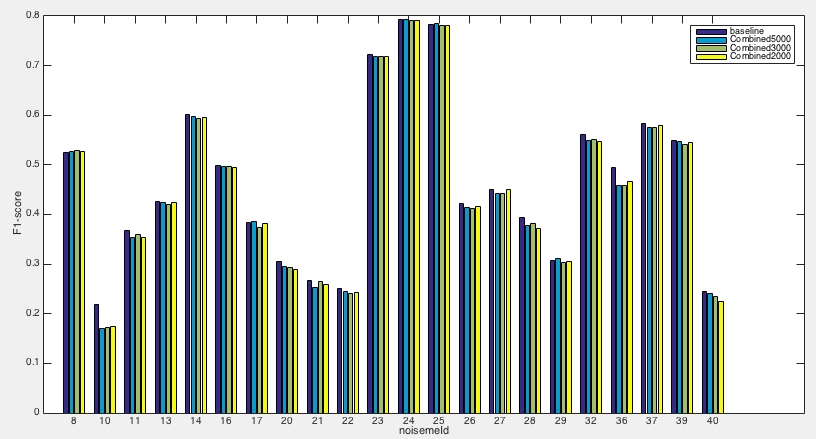 0.8
0.7
0.6
0.5
0.4
0.3
0.2
0.1
0
F1-score
baseline
Combined5000
Combined3000
Combined2000
8 10 11 13 14 16 17 20 21 22 23 24 25 26 27 28 29 32 36 37 39 40
noisemeId